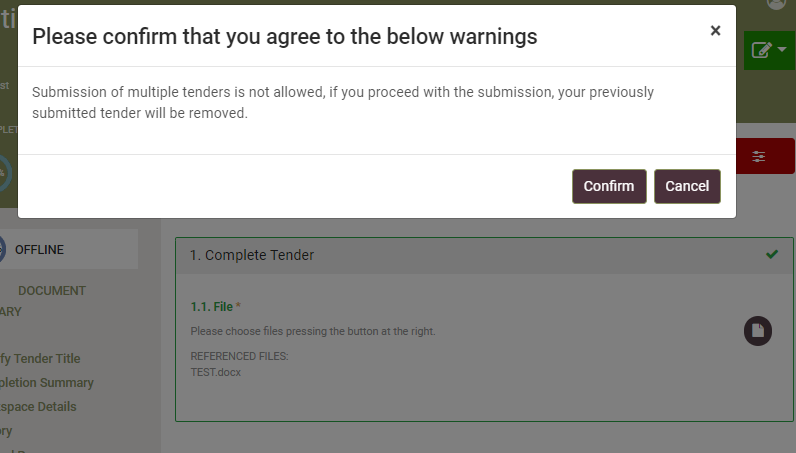 ti
Please confirm that you agree to the below warnings
×
st
Submission of multiple tenders is not allowed, if you proceed with the submission, your previously
submitted tender will be removed.
PLET
Confirm
Cancel
OFFLINE
1. Complete Tender
DOCUMENT
ARY
1.1. File *
Please choose files pressing the button at the right.
REFERENCED FILES:
TEST.docx
fy Tender Title
pletion Summary
space Details
ry